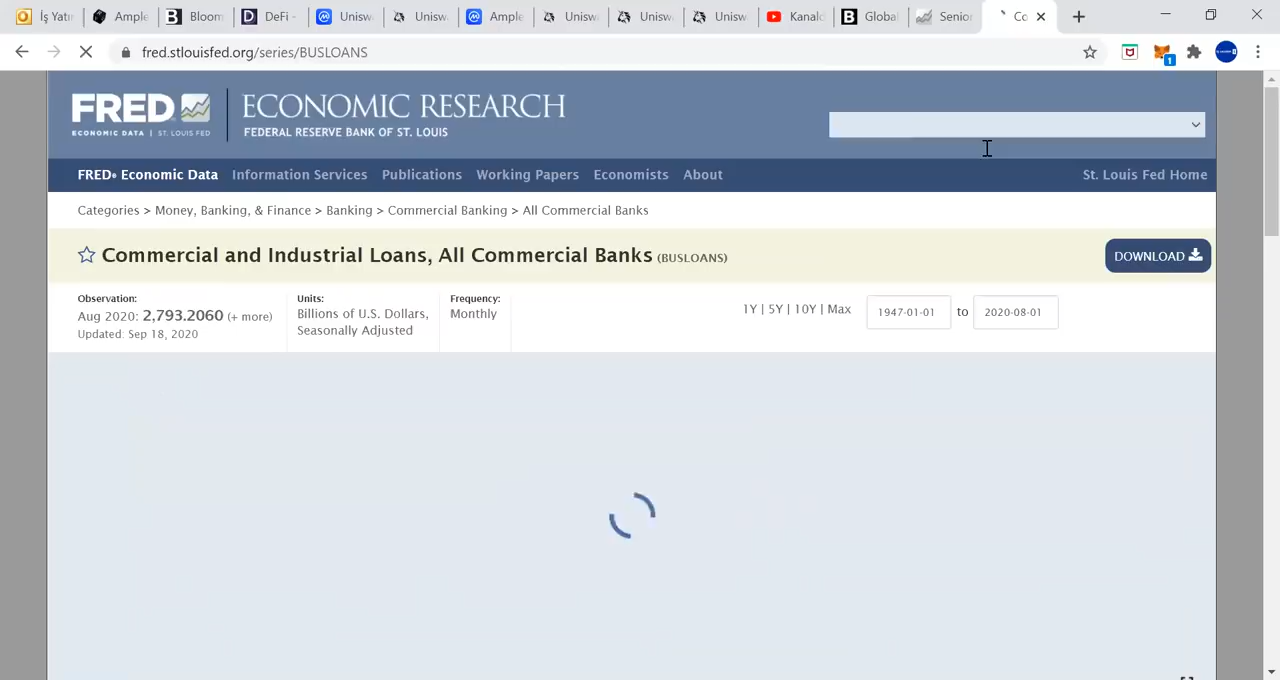 İş Yatır
Ample
Bloom
DeFi -
Unisw
Unisw
Ample
Unisw
Unisw
Unisw
Kanald
Global
Senior
Co
fred.stlouisfed.org/series/BUSLOANS
1
FRED
ECONOMIC DATA | ST. LOUIS FED
ECONOMIC RESEARCH
FEDERAL RESERVE BANK OF ST. LOUIS
FRED® Economic Data Information Services Publications Working Papers Economists About St. Louis Fed Home
Categories > Money, Banking, & Finance > Banking > Commercial Banking > All Commercial Banks
Commercial and Industrial Loans, All Commercial Banks (BUSLOANS)
DOWNLOAD
Observation:
Aug 2020: 2,793.2060 (+ more)
Updated: Sep 18, 2020
Units:
Billions of U.S. Dollars,
Seasonally Adjusted
Frequency:
Monthly
1Y | 5Y | 10Y | Max
1947-01-01 to 2020-08-01